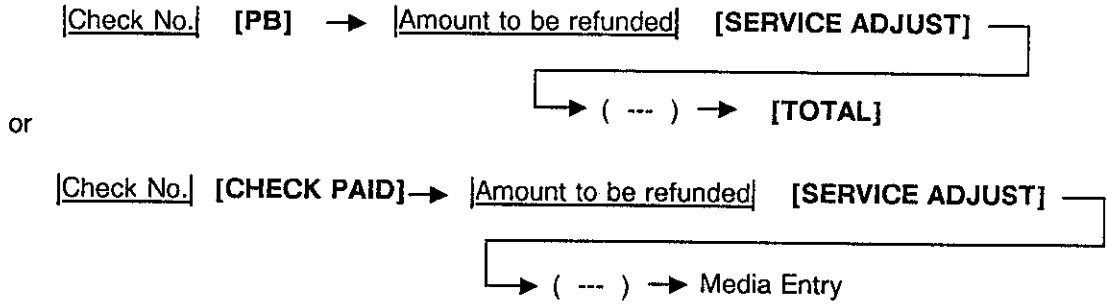 Check No. [PB] → Amount to be refunded [SERVICE ADJUST]
→ ( --- ) → [TOTAL]
or
Check No. [CHECK PAID] → Amount to be refunded [SERVICE ADJUST]
→ ( --- ) → Media Entry